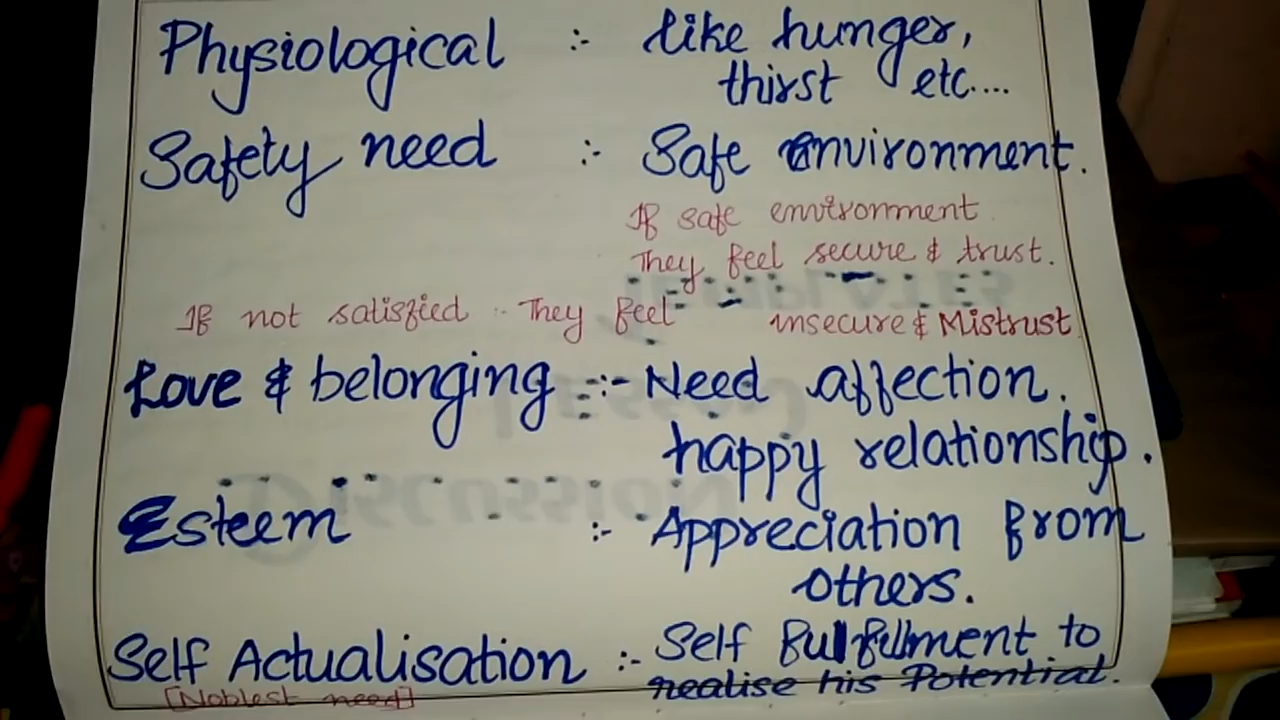 Physiological :- like hunger,
thirst etc....
Safety need :- Safe environment.
If safe environment
They feel secure & trust.
If not satisfied :- They feel insecure & Mistrust
Love & belonging :- Need affection.
happy relationship.
Esteem :- Appreciation from
others.
Self Actualisation :- Self fulfilment to
[Noblest need] realise his Potential.